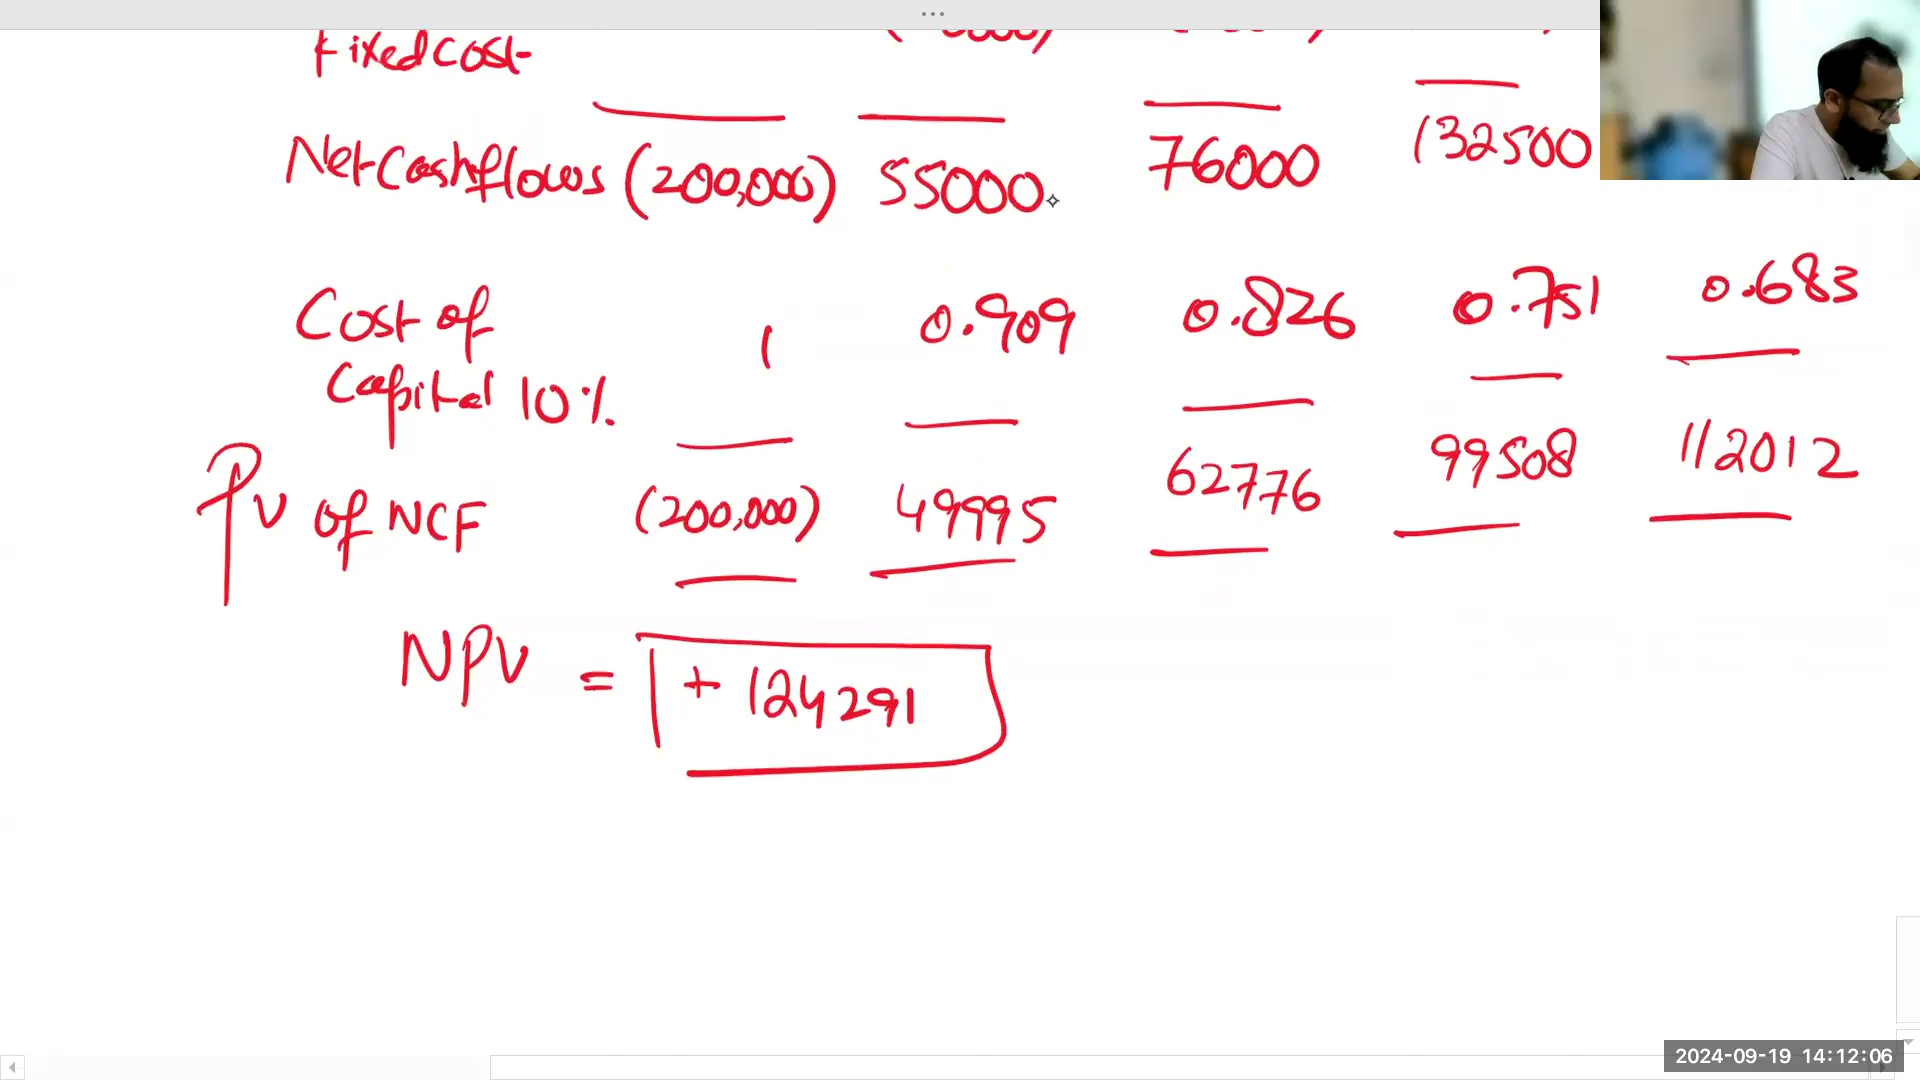 Fixed Cost
Net Cashflows (200,000) 55000 76000 132500
Cost of Capital 10% 1 0.909 0.826 0.751 0.683
PV of NCF (200,000) 49995 62776 99508 112012
NPV = + 124291
2024-09-19 14:12:06